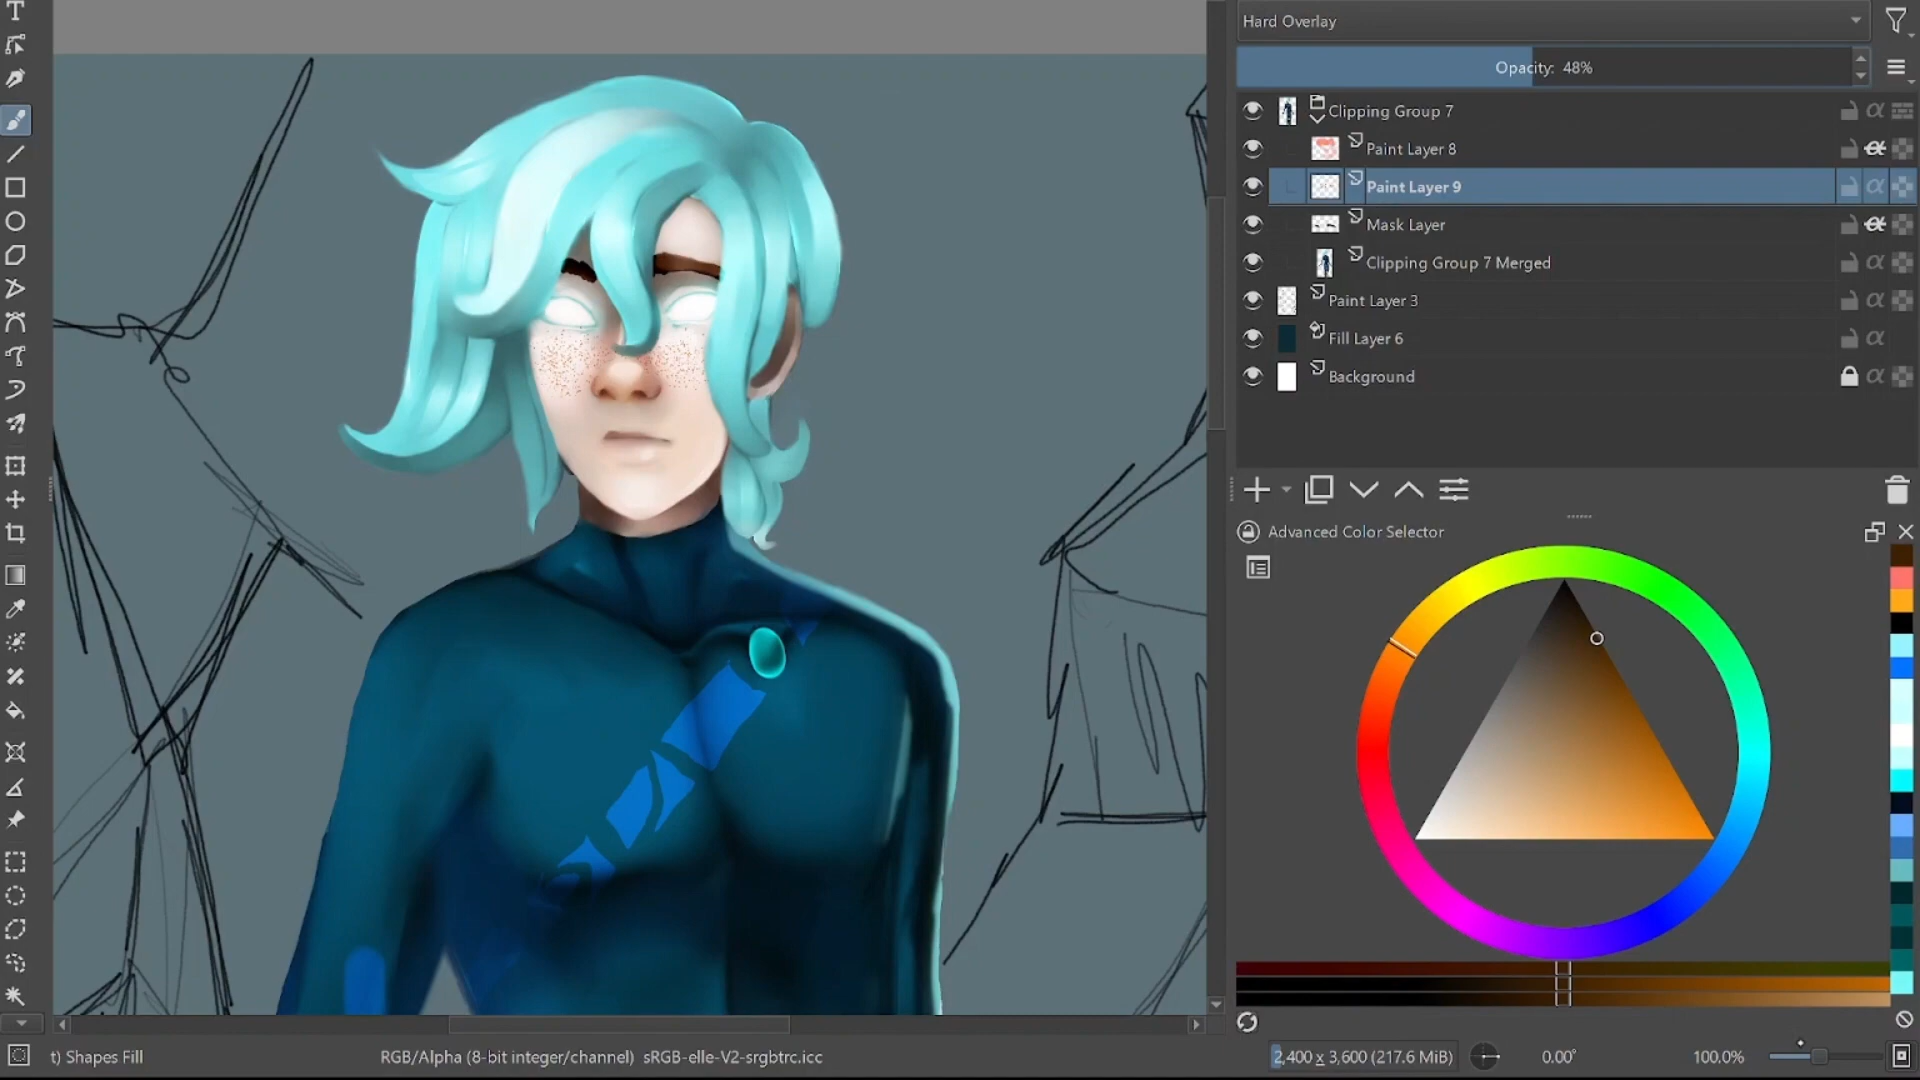 Hard Overlay
Opacity: 48%
Clipping Group 7
Paint Layer 8
Paint Layer 9
Mask Layer
Clipping Group 7 Merged
Paint Layer 3
Fill Layer 6
Background
Advanced Color Selector
t) Shapes Fill
RGB/Alpha (8-bit integer/channel) sRGB-elle-V2-srgbtrc.icc
2,400 x 3,600 (217.6 MiB)
0.00°
100.0%